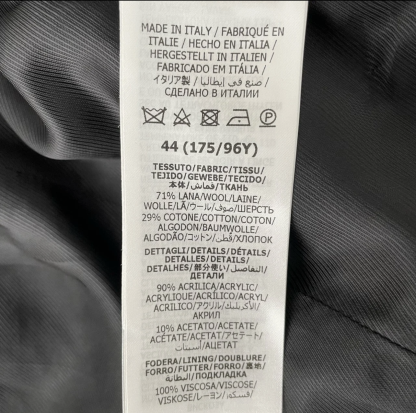 MADE IN ITALY / FABRIQUÉ EN
ITALIE / HECHO EN ITALIA /
HERGESTELLT IN ITALIEN /
FABRICADO EM ITÁLIA /
イタリア製 / صنع في إيطاليا /
СДЕЛАНО В ИТАЛИИ
P
44 (175/96Y)
TESSUTO/FABRIC/TISSU/
TEJIDO/GEWEBE/TECIDO/
本体/قماش/ТКАНЬ
71% LANA/WOOL/LAINE/
WOLLE/LÃ/ウール/صوف/ШЕРСТЬ
29% COTONE/COTTON/COTON/
ALGODON/BAUMWOLLE/
ALGODÃO/コットン/قطن/ХЛОПОК
DETTAGLI/DETAILS/DÉTAILS/
DETALLES/DETAILS/
DETALHES/部分使い/التفاصيل/
ДЕТАЛИ
90% ACRILICA/ACRYLIC/
ACRYLIQUE/ACRÍLICO/ACRYL/
ACRILICO/アクリル/الأكريليك/
АКРИЛ
10% ACETATO/ACETATE/
ACÉTATE/ACETAT/アセテート/
أسيتات/АЦЕТАТ
FODERA/LINING/DOUBLURE/
FORRO/FUTTER/FORRO/裏地/
البطانة/ПОДКЛАДКА
100% VISCOSA/VISCOSE/
VISKOSE/レーヨン/فسكوز/